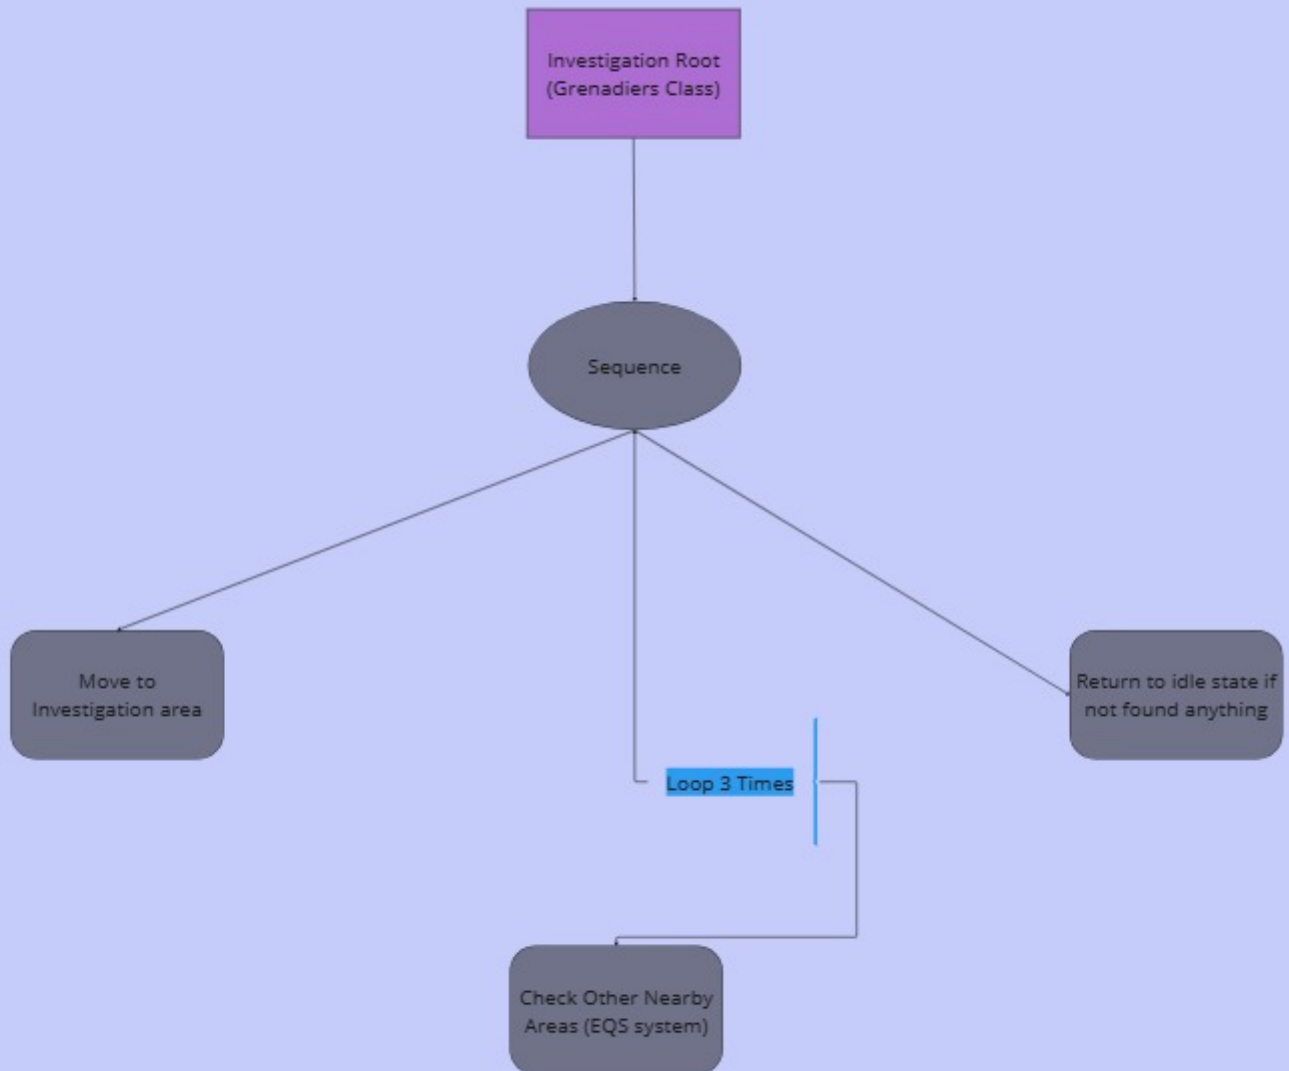 Investigation Root
(Grenadiers Class)
Sequence
Move to
Investigation area
Return to idle state if
not found anything
Loop 3 Times
Check Other Nearby
Areas (EQS system)